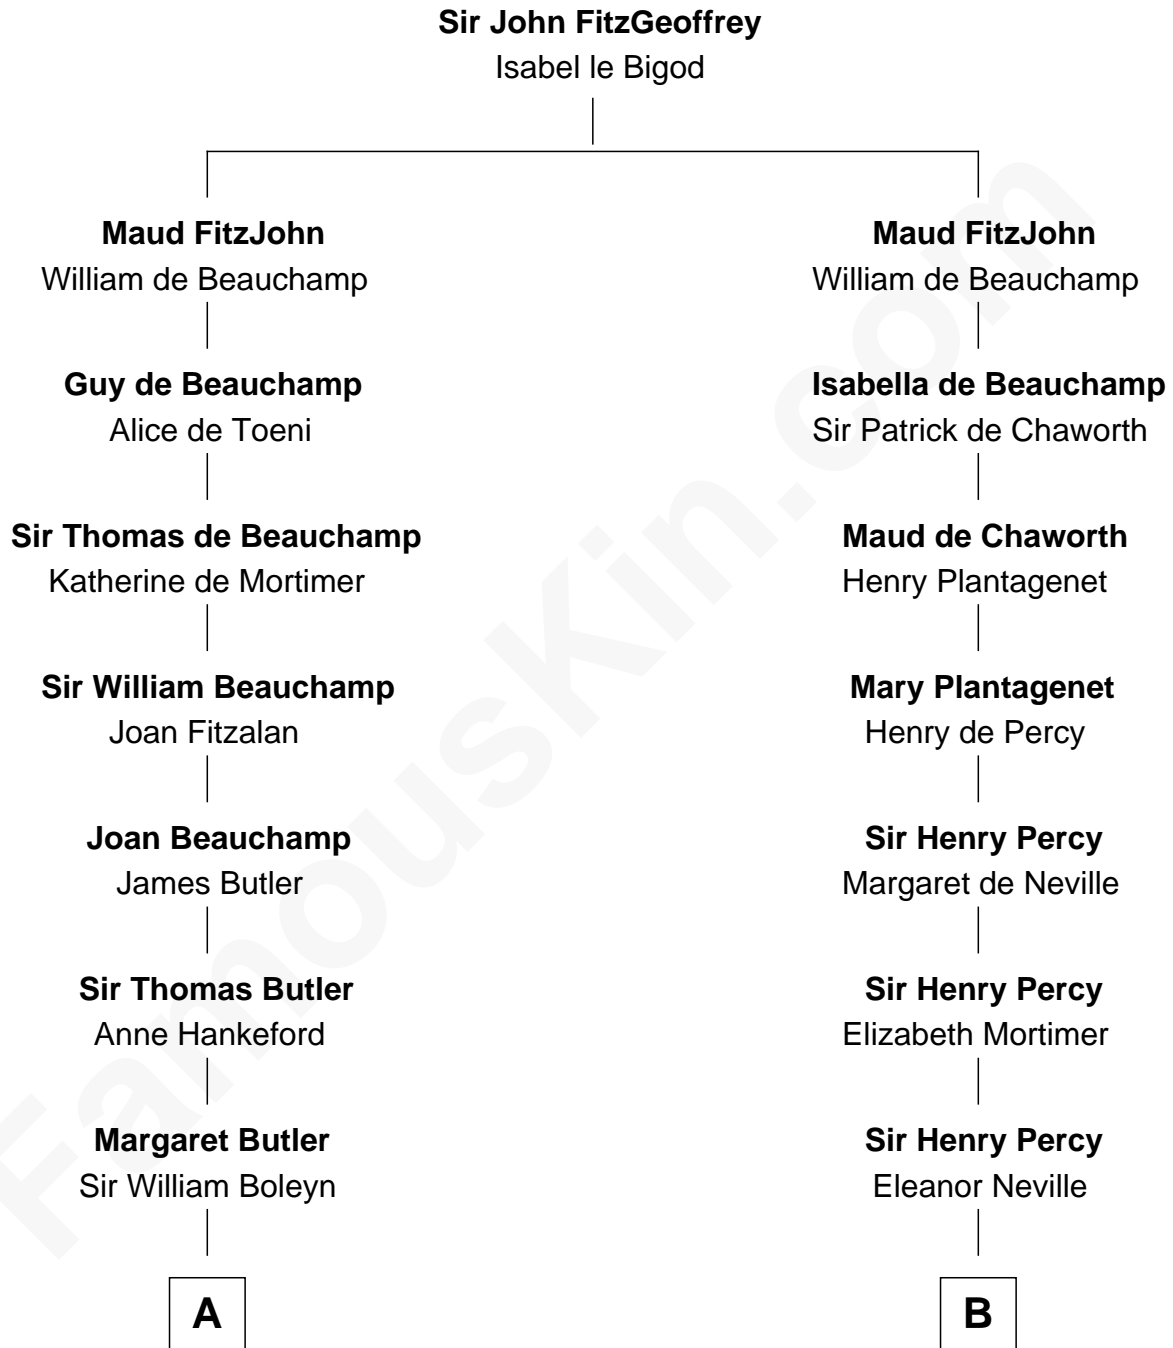 Sir John FitzGeoffrey
Isabel le Bigod
Maud FitzJohn
William de Beauchamp
Maud FitzJohn
William de Beauchamp
Guy de Beauchamp
Alice de Toeni
Isabella de Beauchamp
Sir Patrick de Chaworth
Sir Thomas de Beauchamp
Katherine de Mortimer
Maud de Chaworth
Henry Plantagenet
Sir William Beauchamp
Joan Fitzalan
Mary Plantagenet
Henry de Percy
Joan Beauchamp
James Butler
Sir Henry Percy
Margaret de Neville
Sir Thomas Butler
Anne Hankeford
Sir Henry Percy
Elizabeth Mortimer
Margaret Butler
Sir William Boleyn
Sir Henry Percy
Eleanor Neville
A
B
FamousKin.com